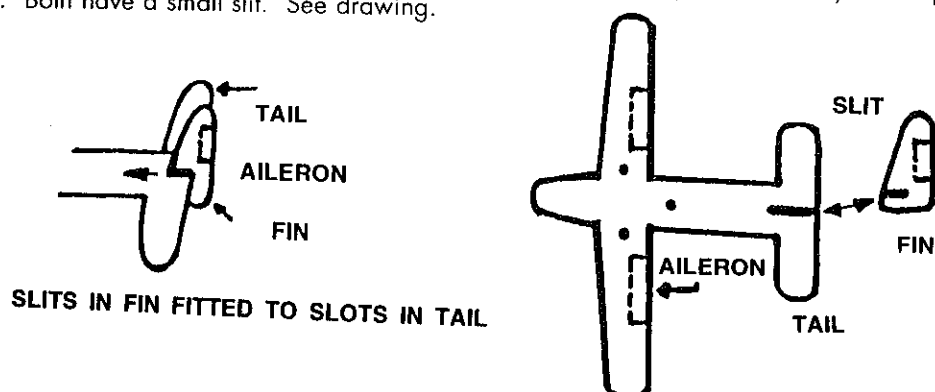 Both have a small slit. See drawing.
TAIL
AILERON
FIN
SLITS IN FIN FITTED TO SLOTS IN TAIL
SLIT
FIN
AILERON
TAIL